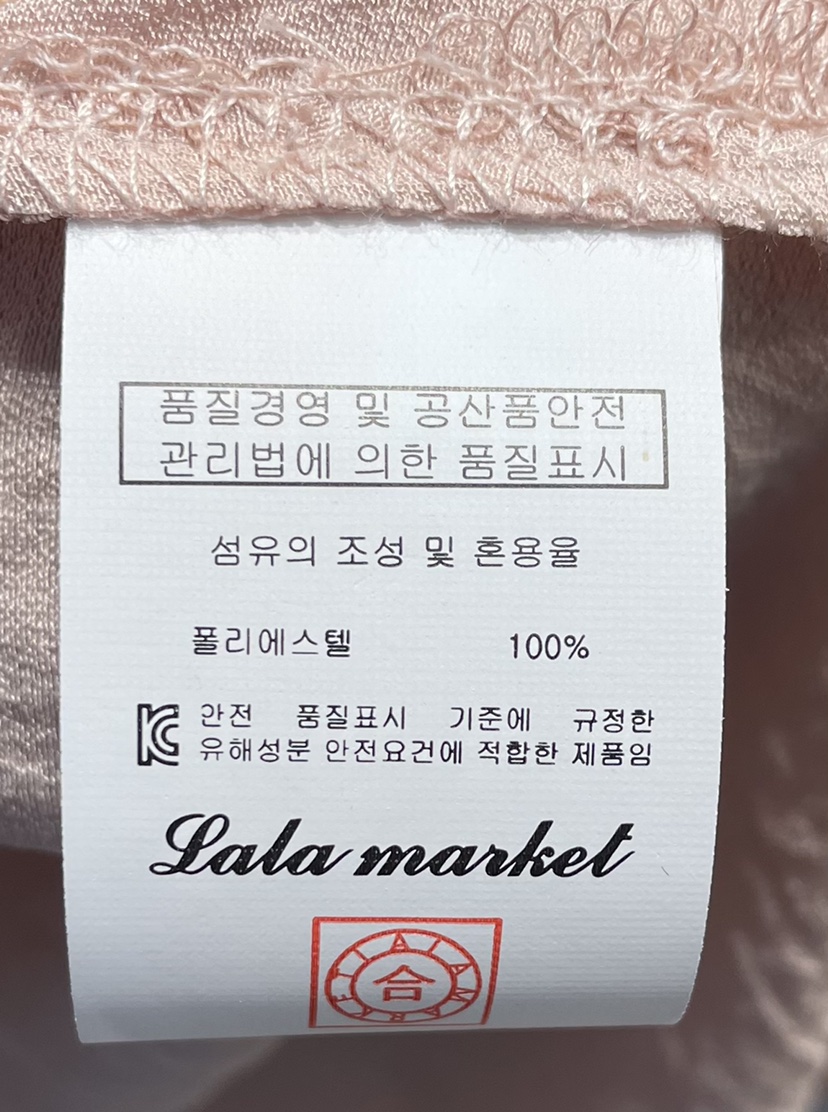 품질경영 및 공산품안전
관리법에 의한 품질표시
섬유의 조성 및 혼용율
폴리에스텔 100%
안전 품질표시 기준에 규정한
유해성분 안전요건에 적합한 제품임
Lala market
合